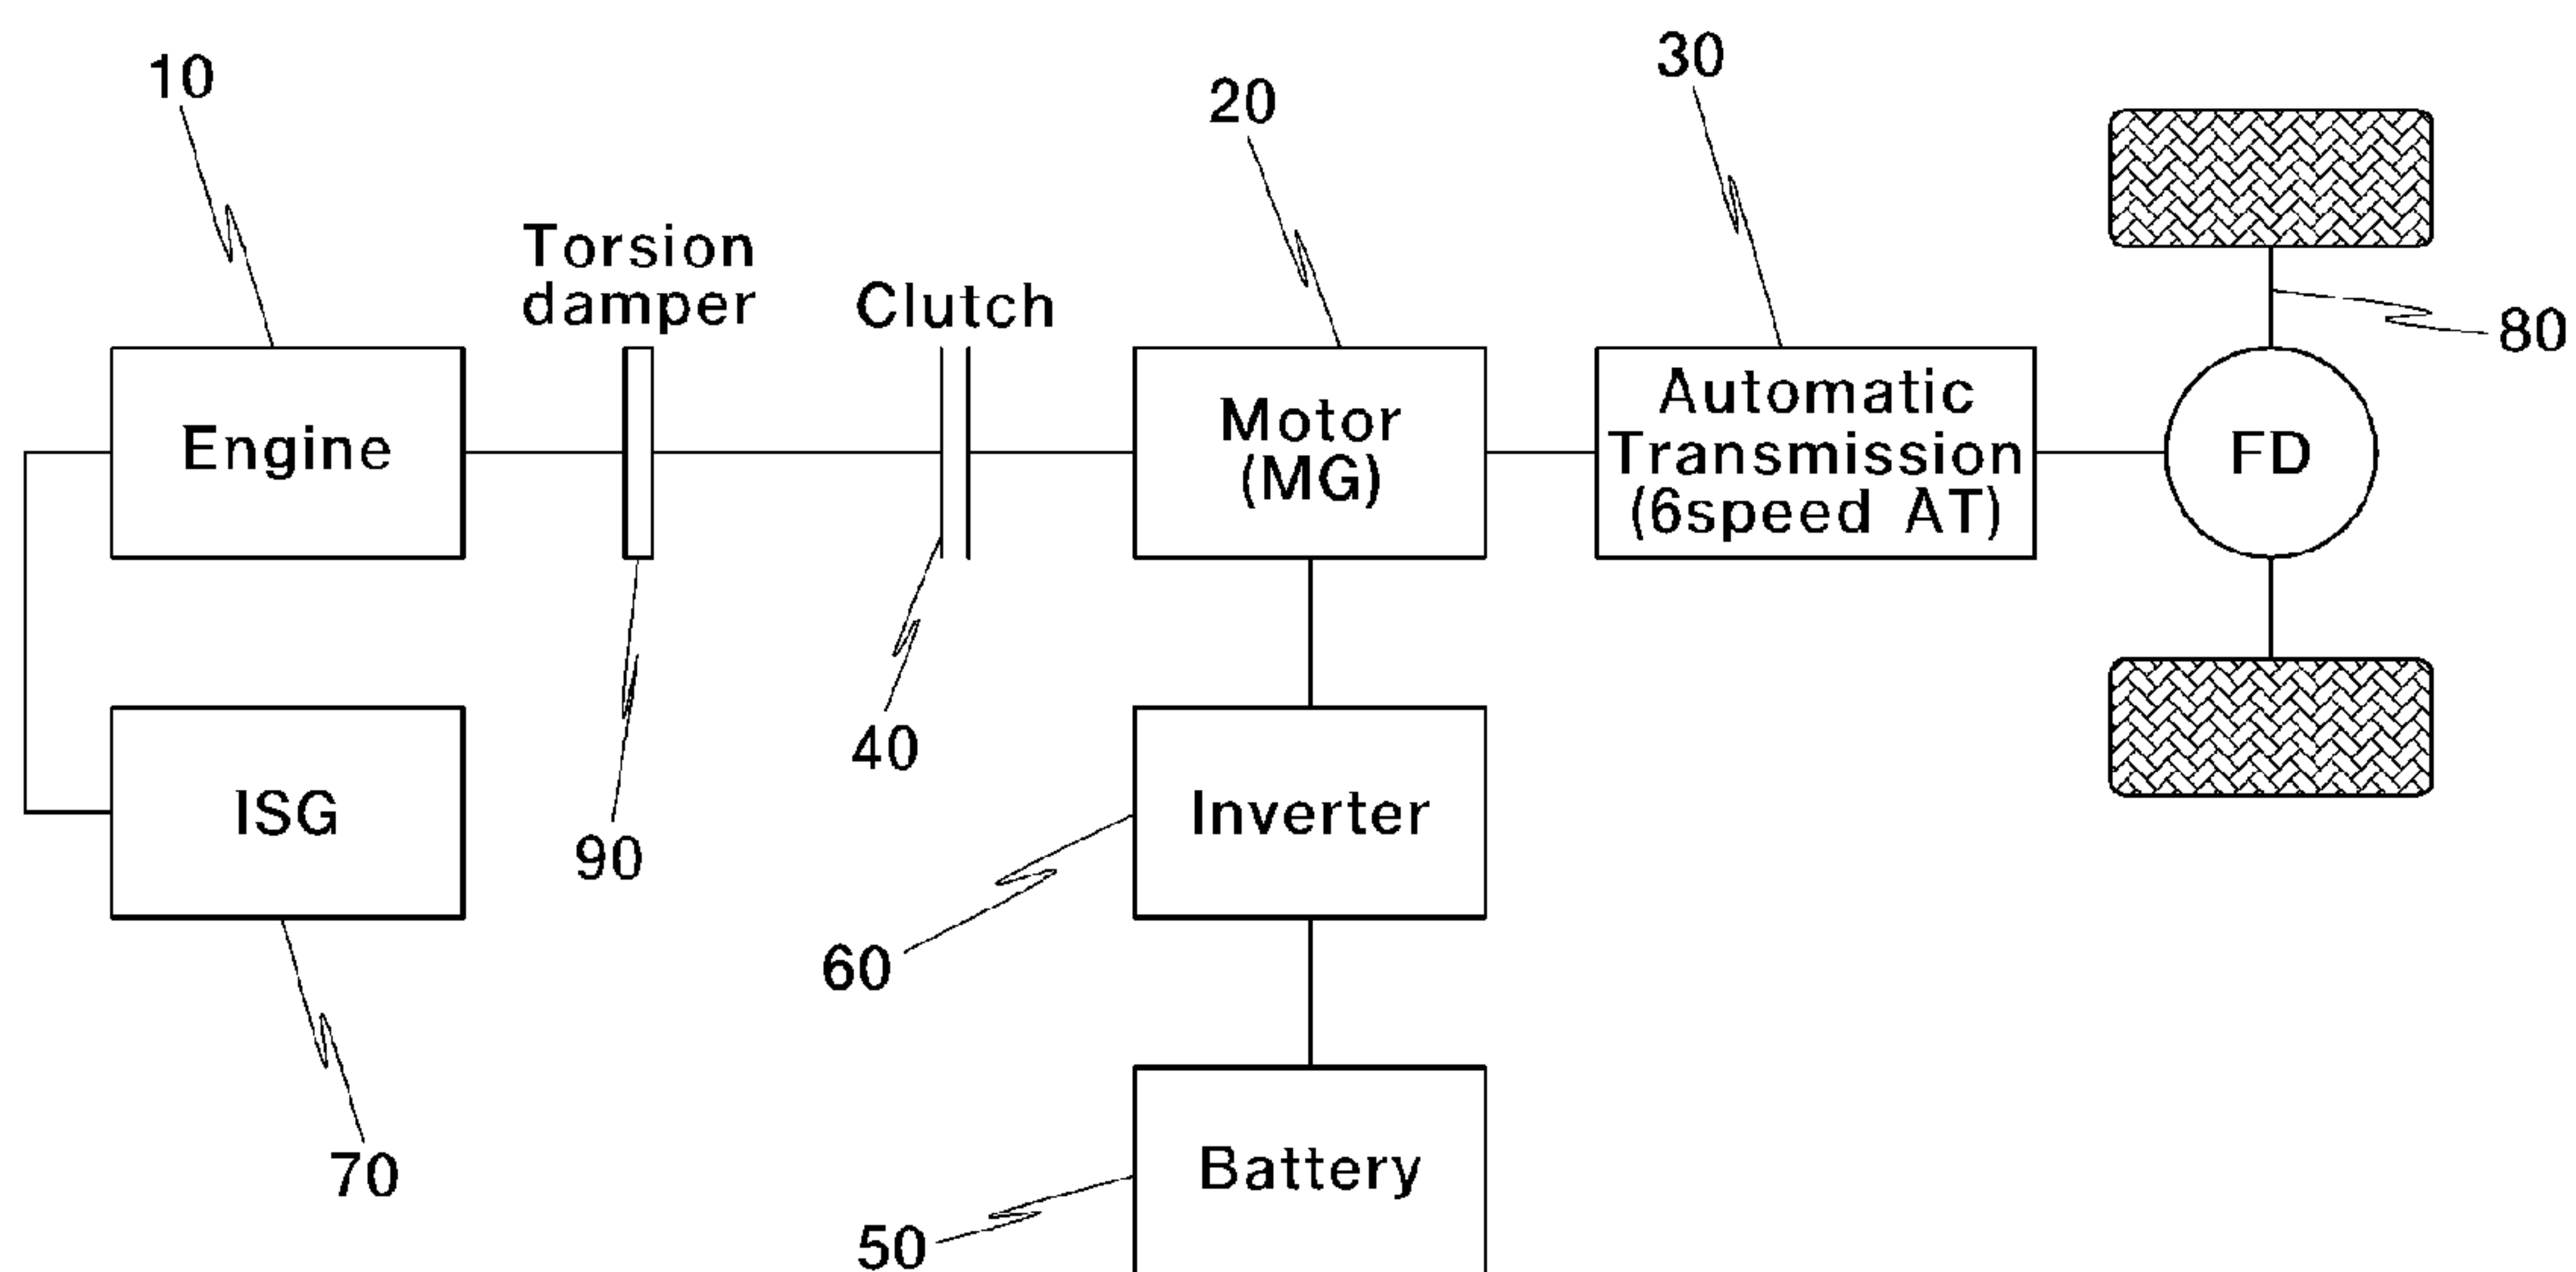 10
20
30
Torsion
damper
Clutch
80
Engine
Motor
(MG)
Automatic
Transmission
(6speed AT)
FD
40
90
ISG
Inverter
60
70
Battery
50